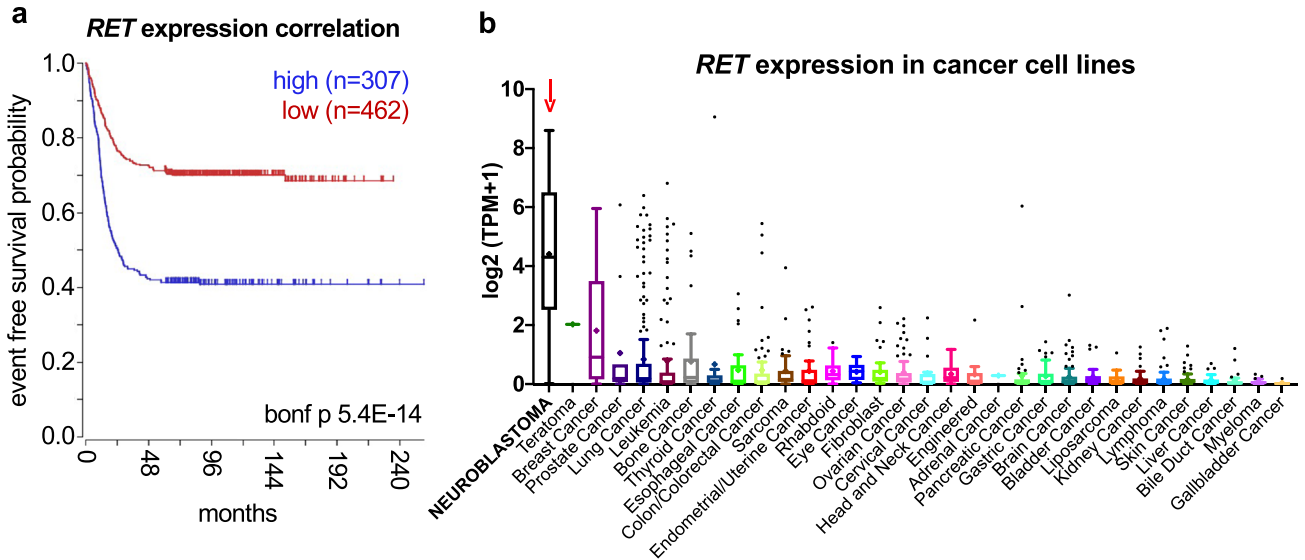 a
RET expression correlation
high (n=307)
low (n=462)
event free survival probability
1.0
0.8
0.6
0.4
0.2
0.0
bonf p 5.4E-14
0
48
96
144
192
240
months
b
RET expression in cancer cell lines
log2 (TPM+1)
10
8
6
4
2
0
NEUROBLASTOMA
Teratoma
Breast Cancer
Prostate Cancer
Lung Cancer
Leukemia
Bone Cancer
Thyroid Cancer
Esophageal Cancer
Colon/Colorectal Cancer
Sarcoma
Endometrial/Uterine Cancer
Rhabdoid
Eye Cancer
Fibroblast
Ovarian Cancer
Cervical Cancer
Head and Neck Cancer
Engineered
Adrenal Cancer
Pancreatic Cancer
Gastric Cancer
Brain Cancer
Bladder Cancer
Liposarcoma
Kidney Cancer
Lymphoma
Skin Cancer
Liver Cancer
Bile Duct Cancer
Myeloma
Gallbladder Cancer